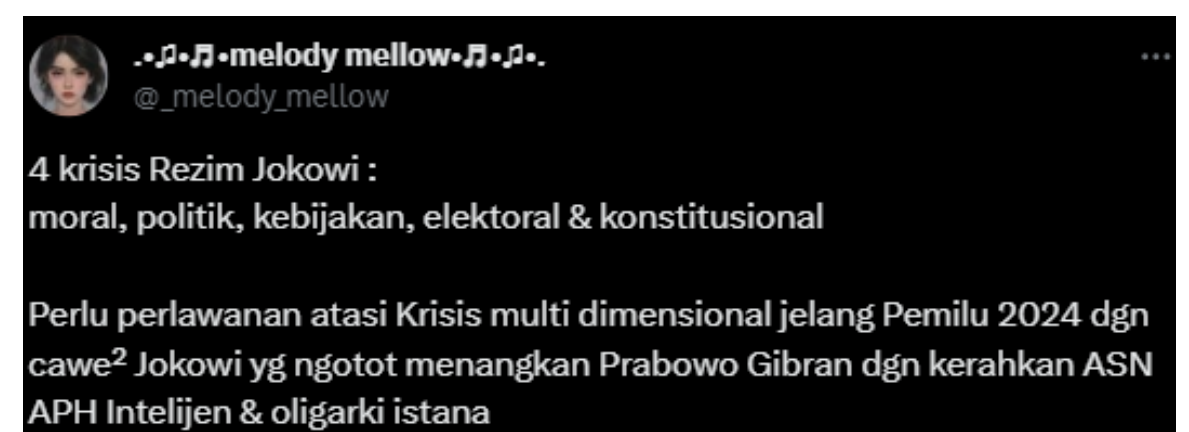 .•♫•♬•melody mellow•♬•♫•.
@_melody_mellow
4 krisis Rezim Jokowi :
moral, politik, kebijakan, elektoral & konstitusional
Perlu perlawanan atasi Krisis multi dimensional jelang Pemilu 2024 dgn
cawe² Jokowi yg ngotot menangkan Prabowo Gibran dgn kerahkan ASN
APH Intelijen & oligarki istana